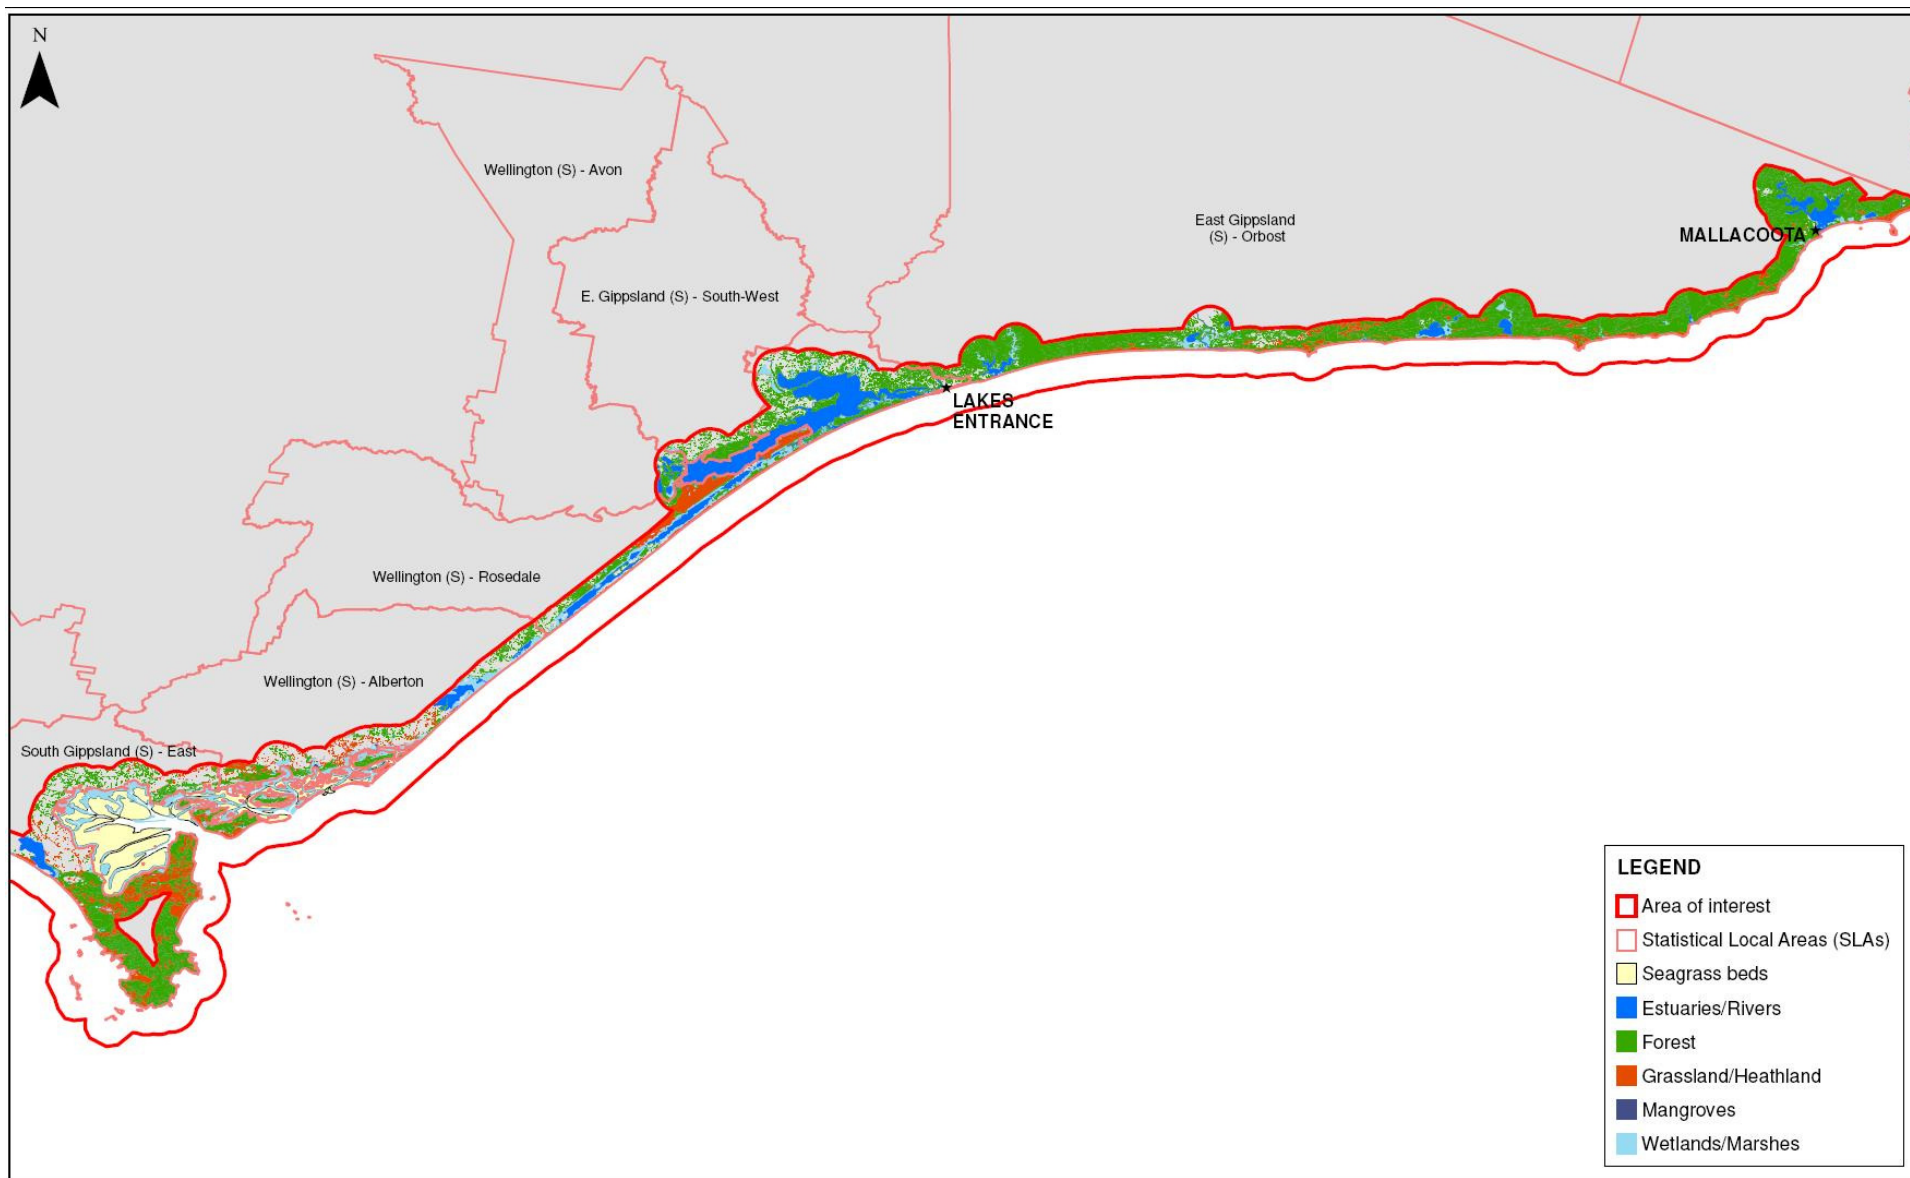 N
Wellington (S) - Avon
East Gippsland
(S) - Orbost
MALLACOOTA
E. Gippsland (S) - South-West
LAKES
ENTRANCE
Wellington (S) - Rosedale
Wellington (S) - Alberton
South Gippsland (S) - East
LEGEND
Area of interest
Statistical Local Areas (SLAs)
Seagrass beds
Estuaries/Rivers
Forest
Grassland/Heathland
Mangroves
Wetlands/Marshes